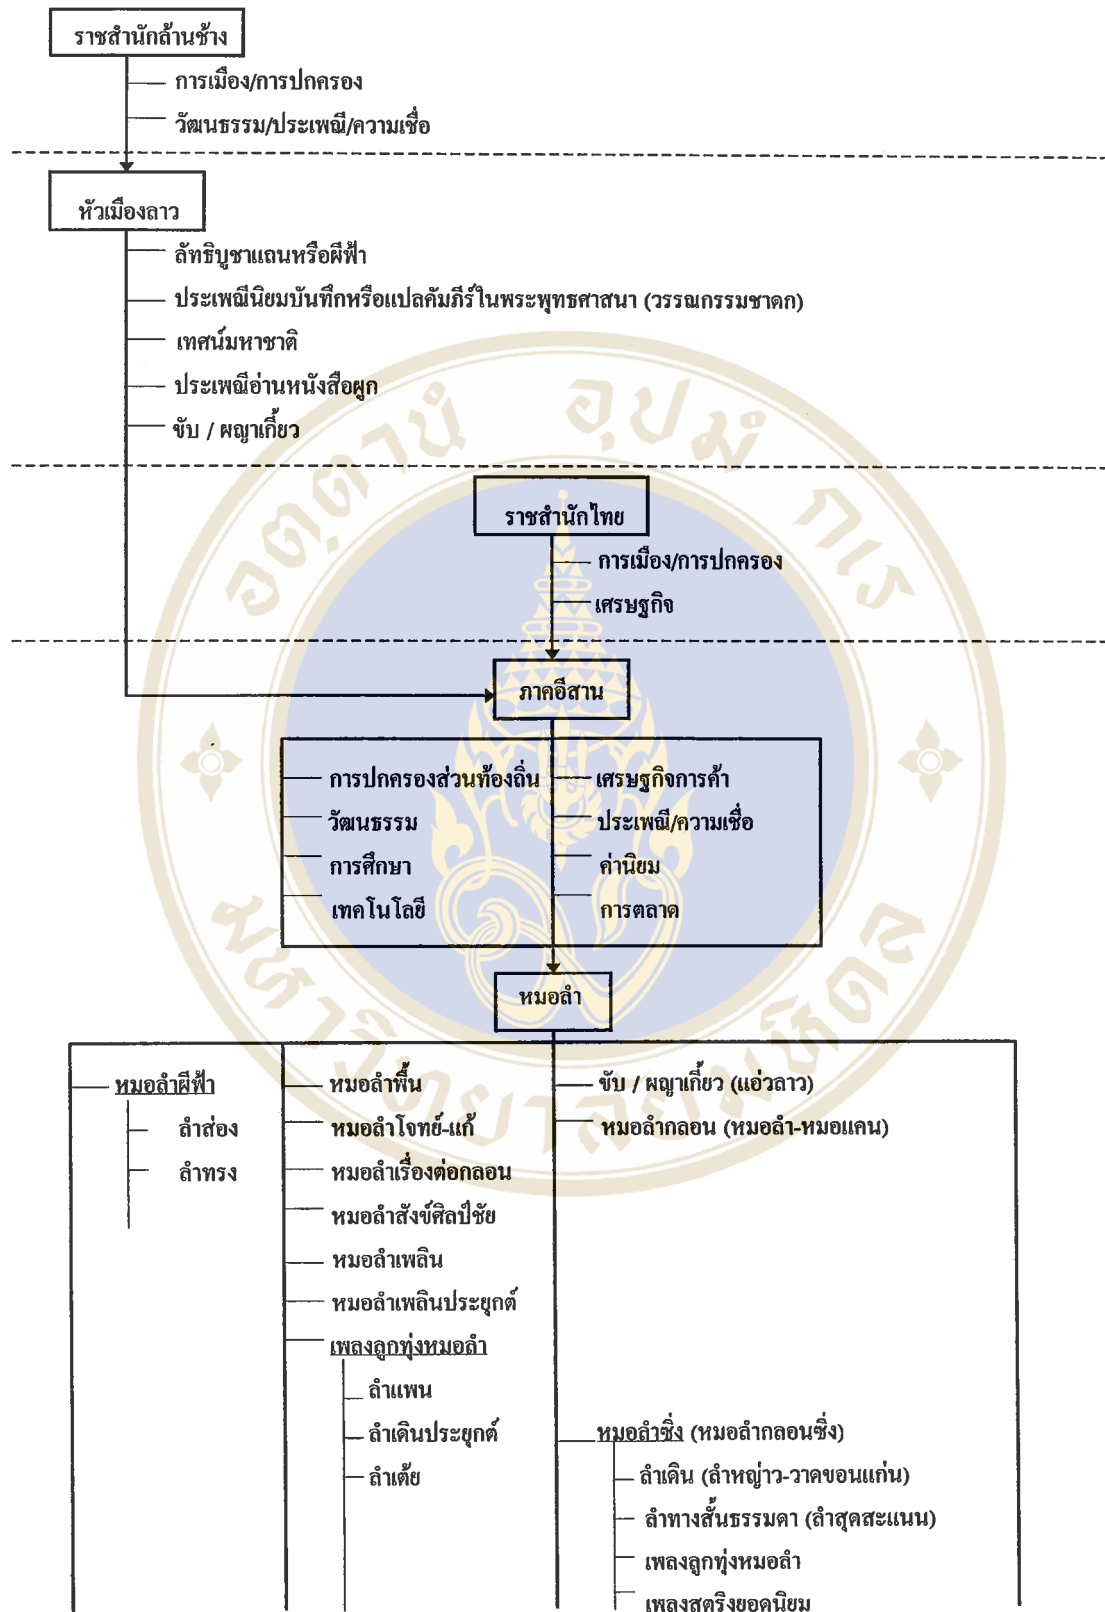 ราชสำนักล้านช้าง
การเมือง/การปกครอง
วัฒนธรรม/ประเพณี/ความเชื่อ
หัวเมืองลาว
ลัทธิบูชาแถนหรือผีฟ้า
ประเพณีนิยมบันทึกหรือแปลคัมภีร์ในพระพุทธศาสนา (วรรณกรรมชาดก)
เทศน์มหาชาติ
ประเพณีอ่านหนังสือผูก
ขับ / ผญาเกี้ยว
ราชสำนักไทย
การเมือง/การปกครอง
เศรษฐกิจ
ภาคอีสาน
การปกครองส่วนท้องถิ่น
วัฒนธรรม
การศึกษา
เทคโนโลยี
เศรษฐกิจการค้า
ประเพณี/ความเชื่อ
ค่านิยม
การตลาด
หมอลำ
หมอลำผีฟ้า
ลำส่อง
ลำทรง
หมอลำพื้น
หมอลำโจทย์-แก้
หมอลำเรื่องต่อกลอน
หมอลำสังข์ศิลป์ชัย
หมอลำเพลิน
หมอลำเพลินประยุกต์
เพลงลูกทุ่งหมอลำ
ลำแพน
ลำเดินประยุกต์
ลำเต้ย
ขับ / ผญาเกี้ยว (แอ่วลาว)
หมอลำกลอน (หมอลำ-หมอแคน)
หมอลำซิ่ง (หมอลำกลอนซิ่ง)
ลำเดิน (ลำหญ่าว-วาดขอนแก่น)
ลำทางสั้นธรรมดา (ลำสุดสะแนน)
เพลงลูกทุ่งหมอลำ
เพลงสตริงยอดนิยม
อตฺตานํ อุปมํ กเร
มหาวิทยาลัยมหิดล